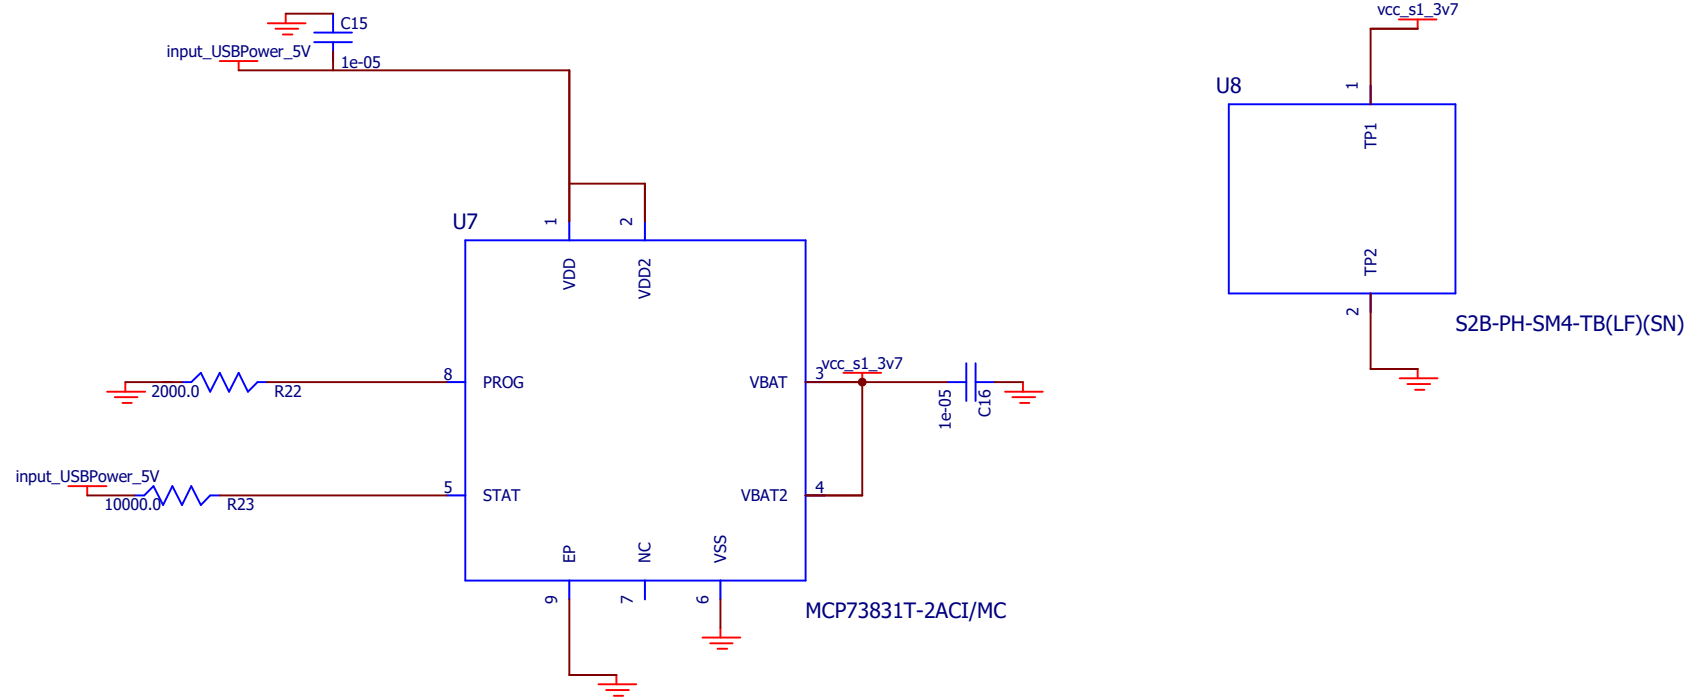 vcc_s1_3v7
C15
input_USBPower_5V
1e-05
U8
1
TP1
TP2
2
S2B-PH-SM4-TB(LF)(SN)
U7
1
2
VDD
VDD2
vcc_s1_3v7
8
PROG
VBAT
3
2000.0
R22
1e-05
C16
input_USBPower_5V
5
STAT
VBAT2
4
10000.0
R23
EP
NC
VSS
9
7
6
MCP73831T-2ACI/MC